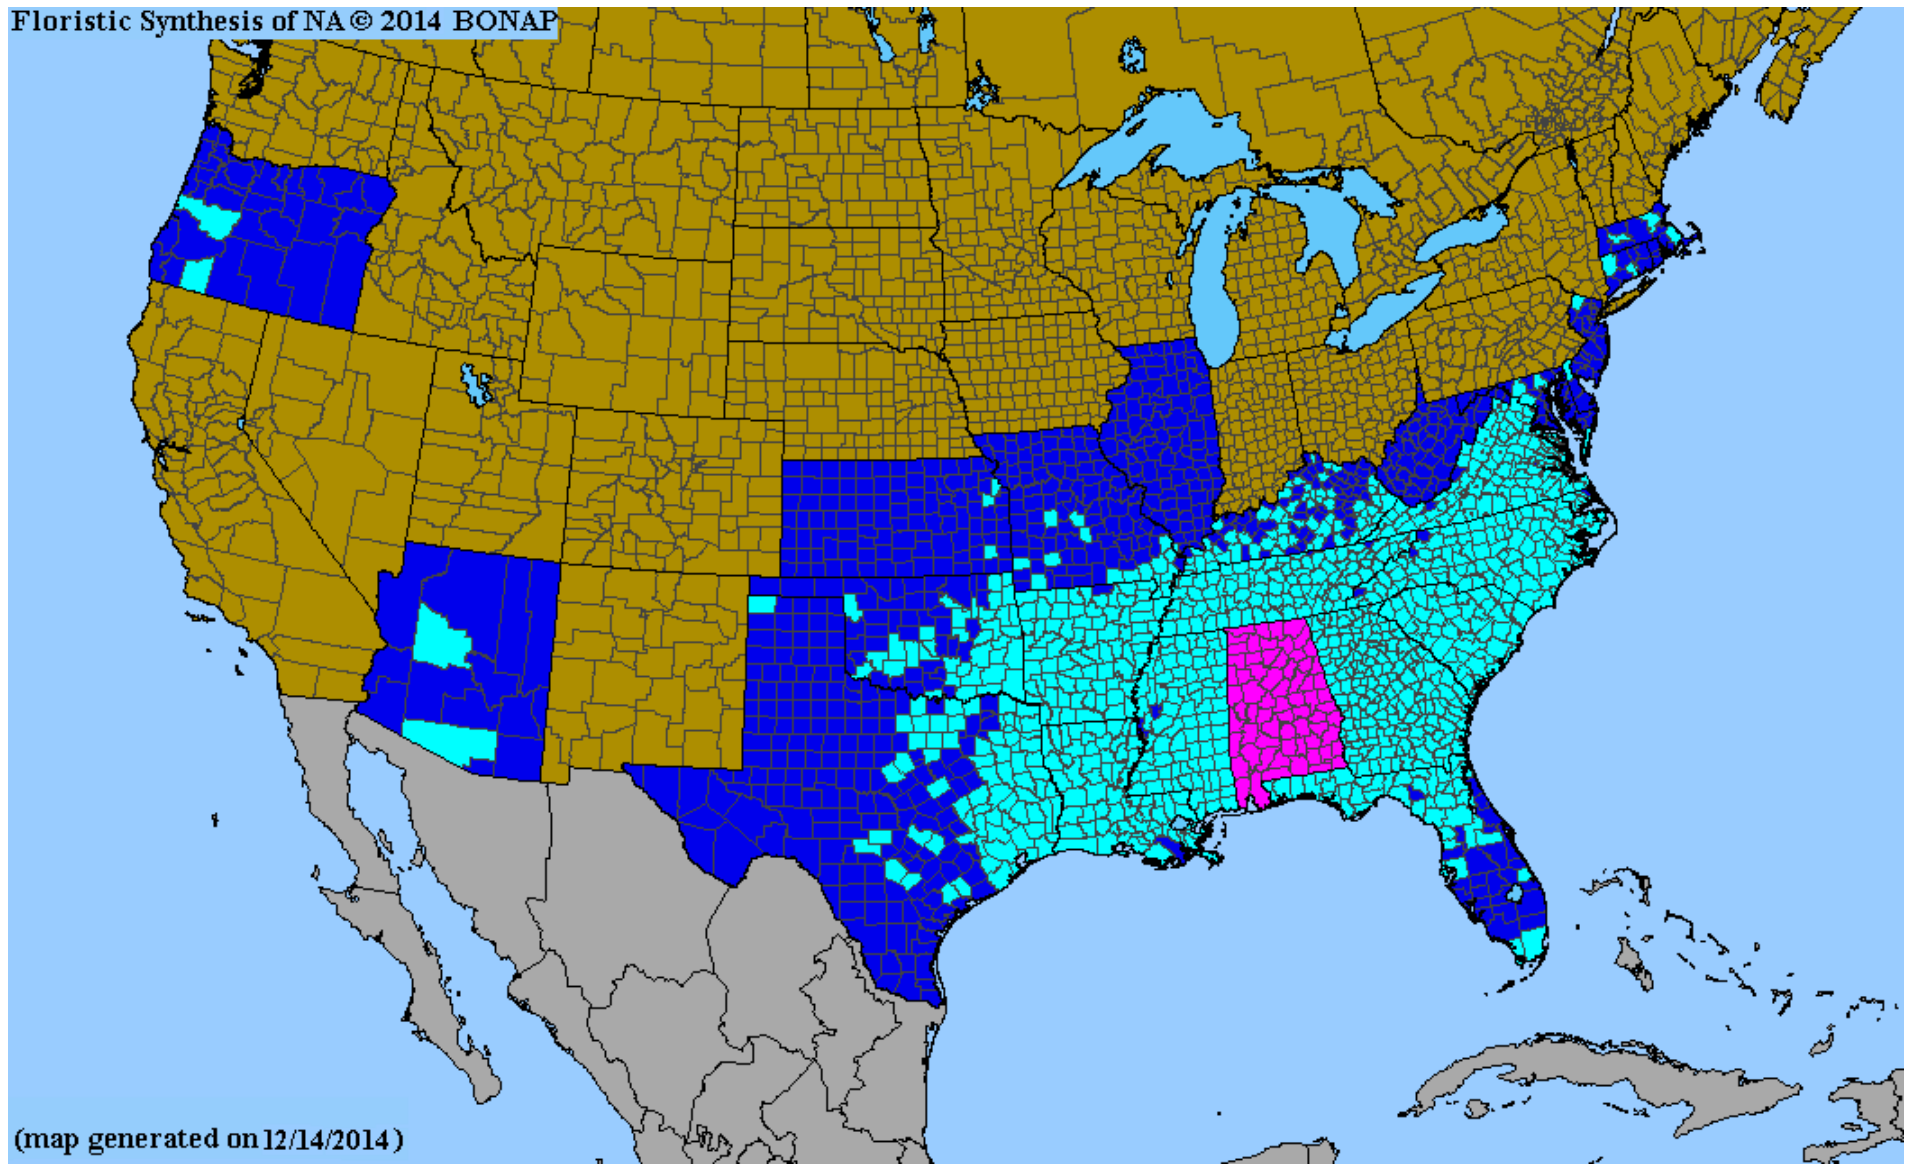 Floristic Synthesis of NA © 2014 BONAP
(map generated on 12/14/2014)